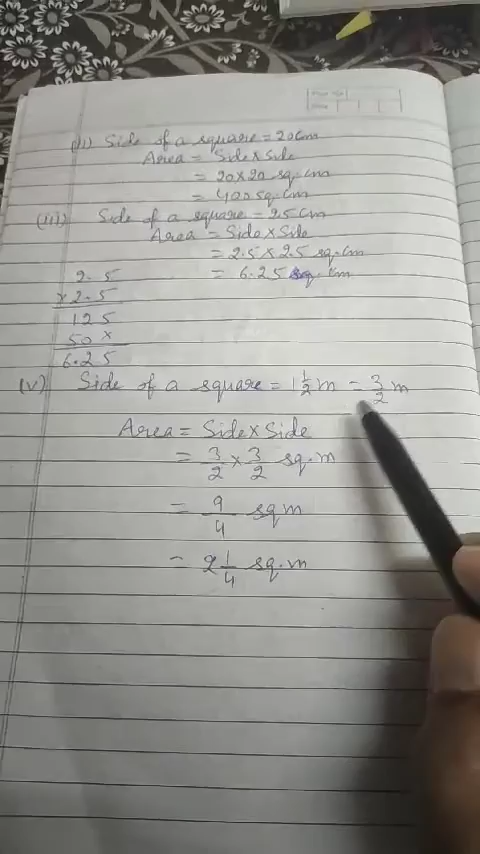 (ii) Side of a square = 20cm
Area = Side × Side
= 20 × 20 sq. cm
= 400 sq. cm
(iii) Side of a square = 2.5 cm
Area = Side × Side
= 2.5 × 2.5 sq. cm
= 6.25 sq. cm
2.5
× 2.5
125
50 ×
6.25
(v) Side of a square = 1 1/2 m = 3/2 m
Area = Side × Side
= 3/2 × 3/2 sq. m
= 9/4 sq m
= 2 1/4 sq. m